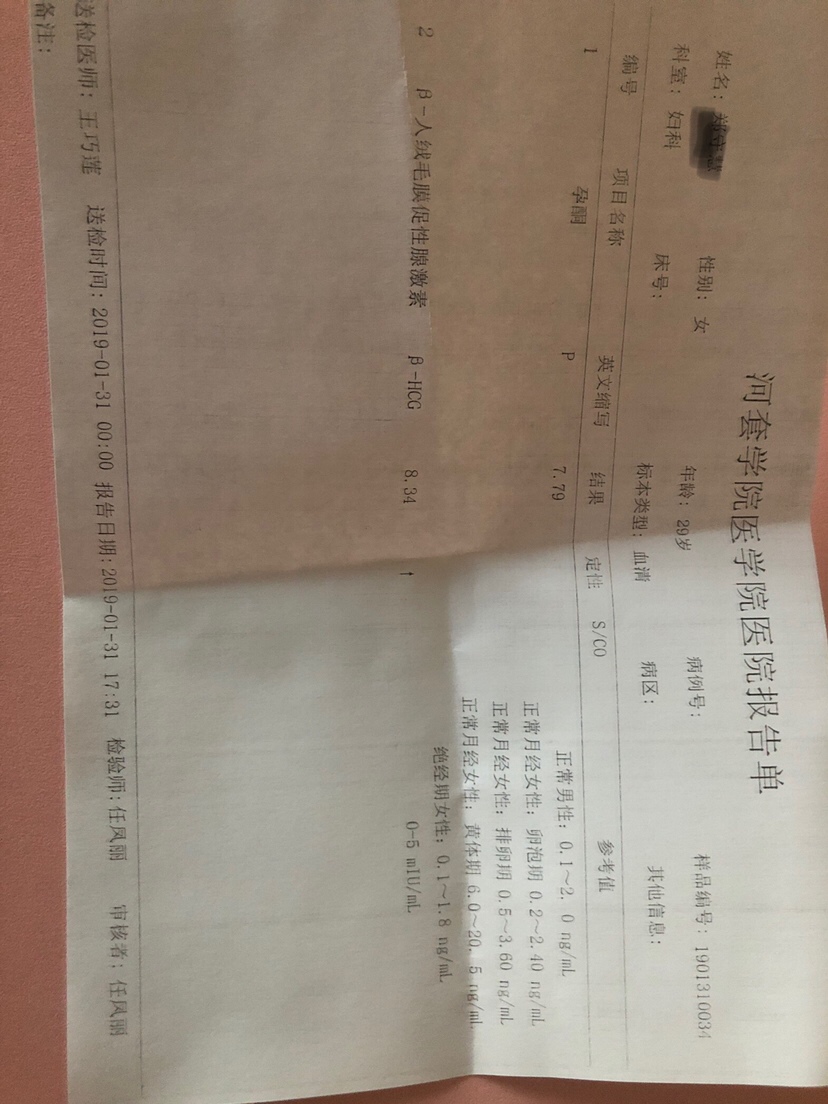 河套学院医学院医院报告单
姓名： 性别: 女 年龄: 29岁 病例号: 样品编号: 1901310034
科室: 妇科 床号: 标本类型: 血清 病区: 其他信息:
编号 项目名称 英文缩写 结果 定性 S/CO 参考值
1 孕酮 P 7.79 正常男性; 0.1～2. 0 ng/mL
正常月经女性; 卵泡期 0.2～2.40 ng/mL
正常月经女性; 排卵期 0.5～3.60 ng/mL
正常月经女性; 黄体期 6.0～20. 5 ng/mL
绝经期女性; 0.1～1.8 ng/mL
2 β-人绒毛膜促性腺激素 β-HCG 8.34 ↑ 0-5 mIU/mL
送检医师: 王巧莲 送检时间: 2019-01-31 00:00 报告日期:2019-01-31 17:31 检验师;任凤丽 审核者; 任凤丽
备注: